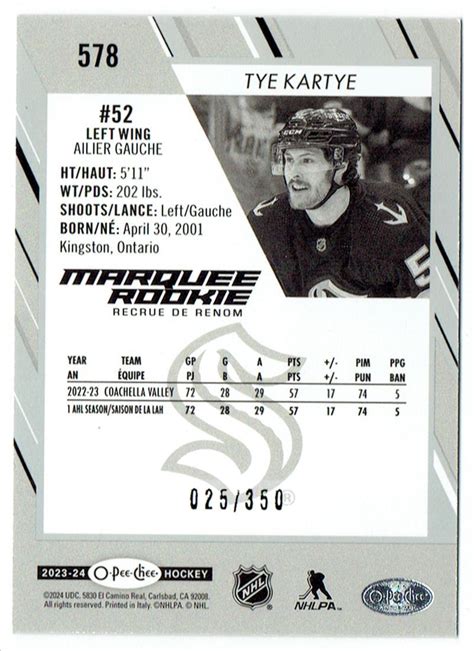 578
TYE KARTYE
#52
LEFT WING
AILIER GAUCHE
HT/HAUT: 5'11"
WT/PDS: 202 lbs.
SHOOTS/LANCE: Left/Gauche
BORN/NÉ: April 30, 2001
Kingston, Ontario
CCM
5
MARQUEE
ROOKIE
RECRUE DE RENOM
YEAR TEAM GP G A PTS +/- PIM PPG
AN ÉQUIPE PJ B A PTS +/- PUN BAN
2022-23 COACHELLA VALLEY 72 28 29 57 17 74 5
1 AHL SEASON/SAISON DE LA LAH 72 28 29 57 17 74 5
025/350
®
2023-24 O-Pee-Chee HOCKEY
©2024 UDC. 5830 El Camino Real, Carlsbad, CA 92008.
All rights reserved. Printed in Italy. ©NHLPA. © NHL.
NHL
NHLPA
O-Pee-Chee